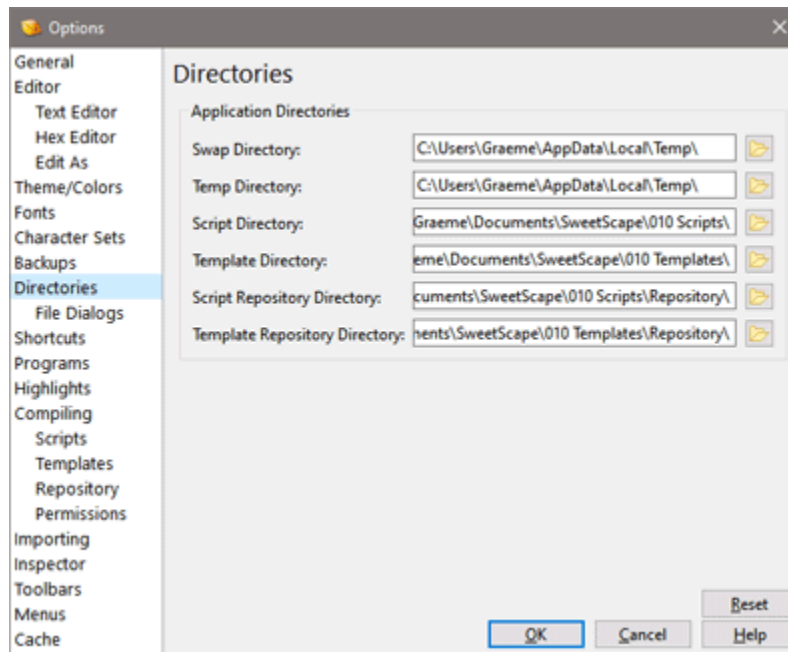 Options
General
Editor
Text Editor
Hex Editor
Edit As
Theme/Colors
Fonts
Character Sets
Backups
Directories
File Dialogs
Shortcuts
Programs
Highlights
Compiling
Scripts
Templates
Repository
Permissions
Importing
Inspector
Toolbars
Menus
Cache
Directories
Application Directories
Swap Directory: C:\Users\Graeme\AppData\Local\Temp\
Temp Directory: C:\Users\Graeme\AppData\Local\Temp\
Script Directory: Graeme\Documents\SweetScape\010 Scripts\
Template Directory: eme\Documents\SweetScape\010 Templates\
Script Repository Directory: cuments\SweetScape\010 Scripts\Repository\
Template Repository Directory: nents\SweetScape\010 Templates\Repository\
Reset
OK Cancel Help